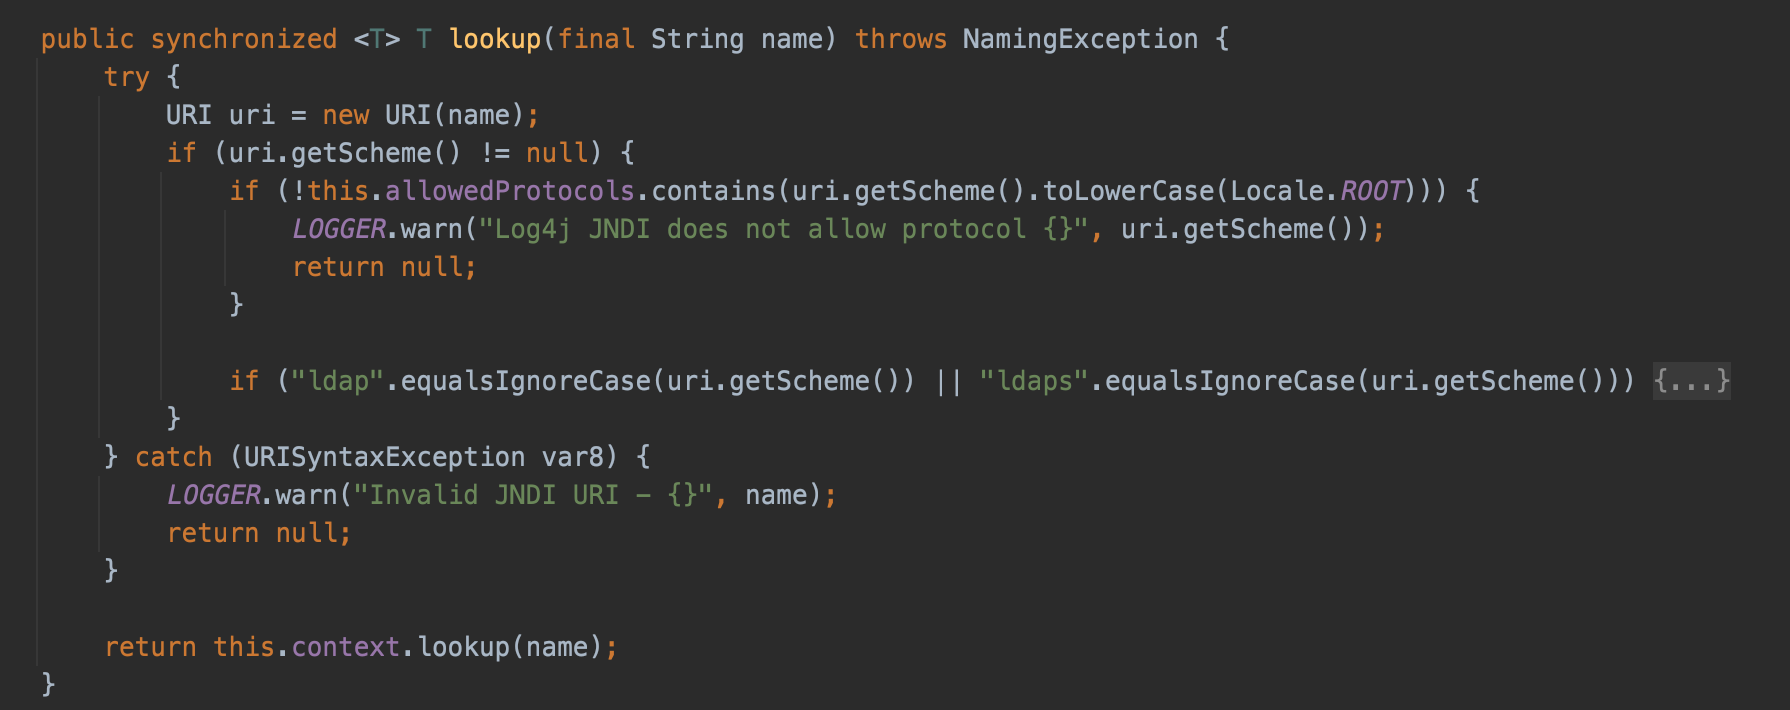 public synchronized <T> T lookup(final String name) throws NamingException {
    try {
        URI uri = new URI(name);
        if (uri.getScheme() != null) {
            if (!this.allowedProtocols.contains(uri.getScheme().toLowerCase(Locale.ROOT))) {
                LOGGER.warn("Log4j JNDI does not allow protocol {}", uri.getScheme());
                return null;
            }

            if ("ldap".equalsIgnoreCase(uri.getScheme()) || "ldaps".equalsIgnoreCase(uri.getScheme())) {...}
        }
    } catch (URISyntaxException var8) {
        LOGGER.warn("Invalid JNDI URI - {}", name);
        return null;
    }

    return this.context.lookup(name);
}